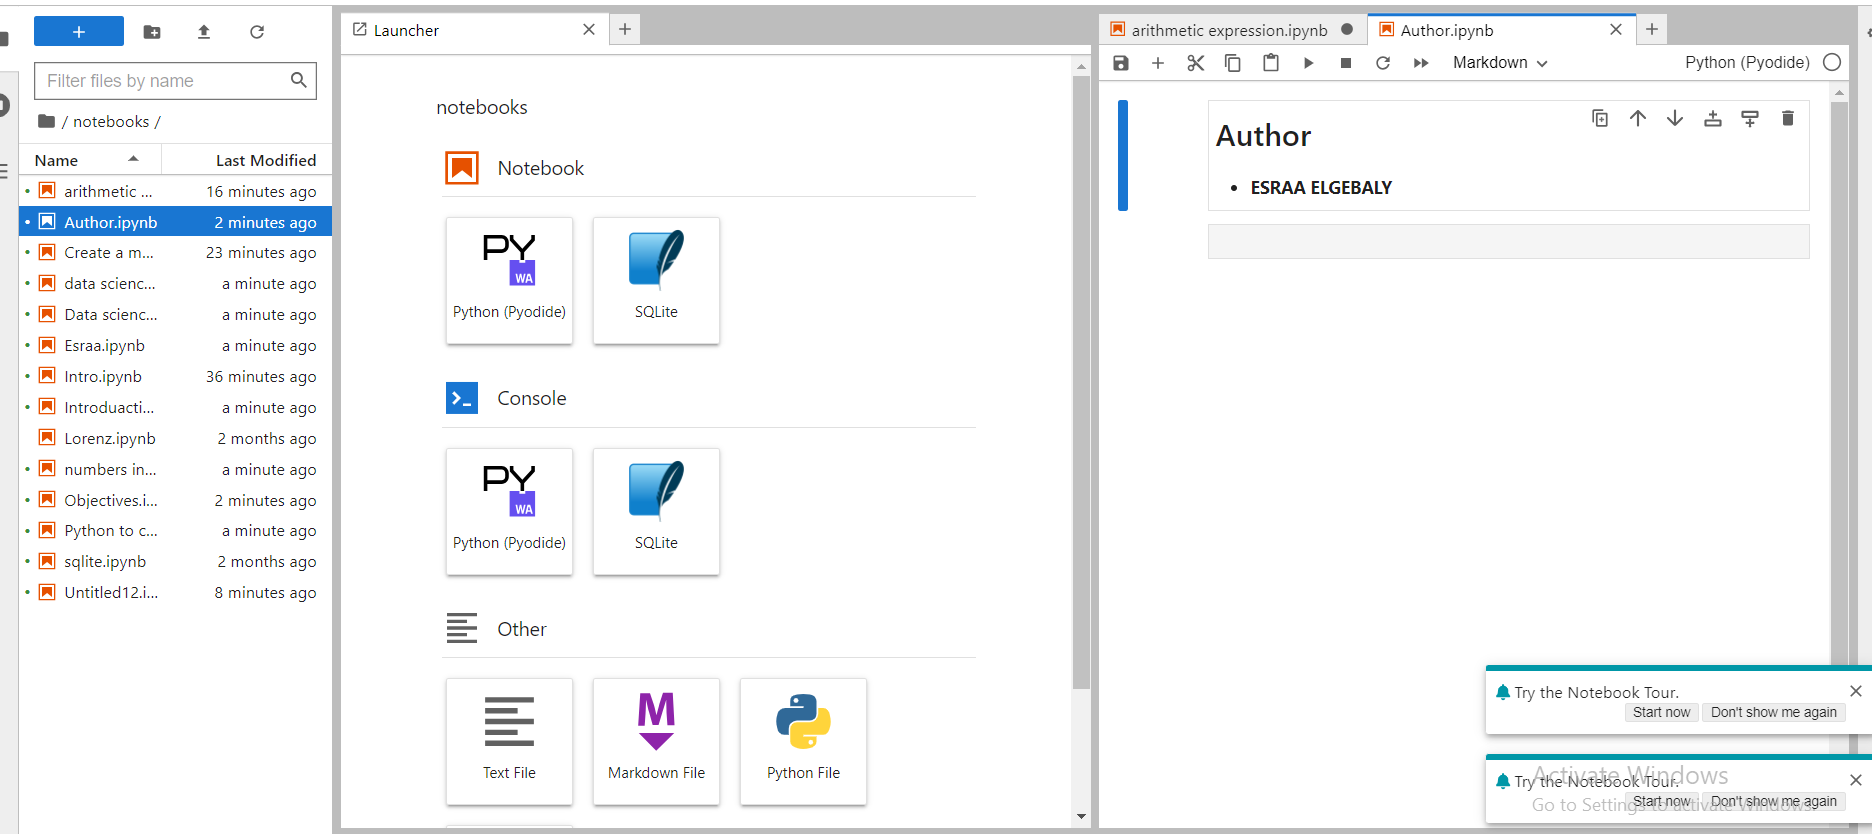 Launcher
arithmetic expression.ipynb
Author.ipynb
Filter files by name
Markdown
Python (Pyodide)
/ notebooks /
Name
Last Modified
arithmetic ... 16 minutes ago
Author.ipynb 2 minutes ago
Create a m... 23 minutes ago
data scienc... a minute ago
Data scienc... a minute ago
Esraa.ipynb a minute ago
Intro.ipynb 36 minutes ago
Introduacti... a minute ago
Lorenz.ipynb 2 months ago
numbers in... a minute ago
Objectives.i... 2 minutes ago
Python to c... a minute ago
sqlite.ipynb 2 months ago
Untitled12.i... 8 minutes ago
notebooks
Notebook
PY
WA
Python (Pyodide)
SQLite
Console
PY
WA
Python (Pyodide)
SQLite
Other
Text File
M
Markdown File
Python File
Author
• ESRAA ELGEBALY
Try the Notebook Tour.
Start now
Don't show me again
Activate Windows
Try the Notebook Tour.
Go to Settings to activate Windows.
Start now
Don't show me again